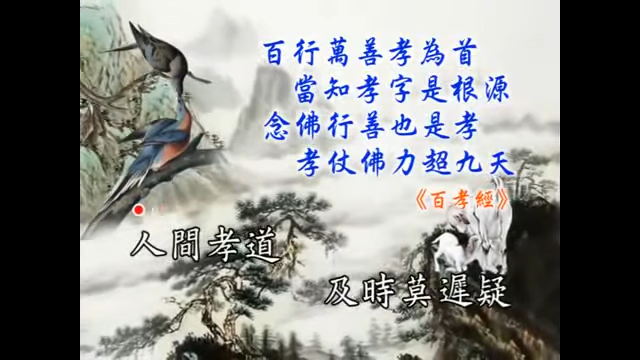 百行萬善孝為首
當知孝字是根源
念佛行善也是孝
孝仗佛力超九天
《百孝經》
人間孝道
及時莫遲疑